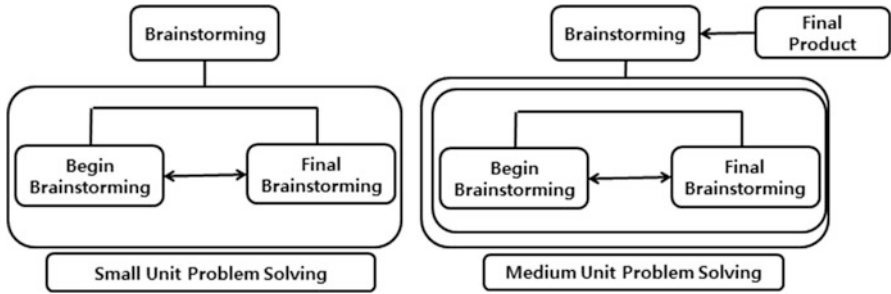 Brainstorming
Begin
Brainstorming
Final
Brainstorming
Small Unit Problem Solving
Brainstorming
Final
Product
Begin
Brainstorming
Final
Brainstorming
Medium Unit Problem Solving